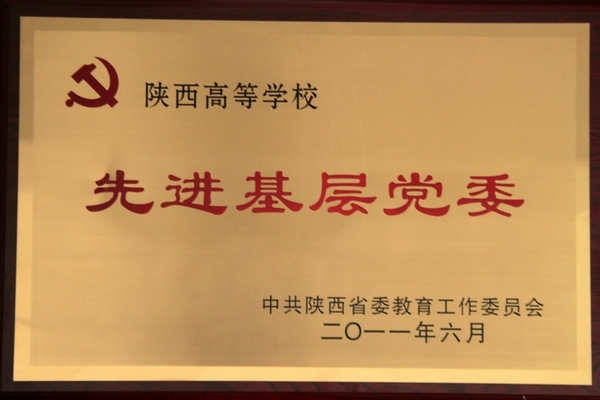 陕西高等学校
先进基层党委
中共陕西省委教育工作委员会
二〇一一年六月